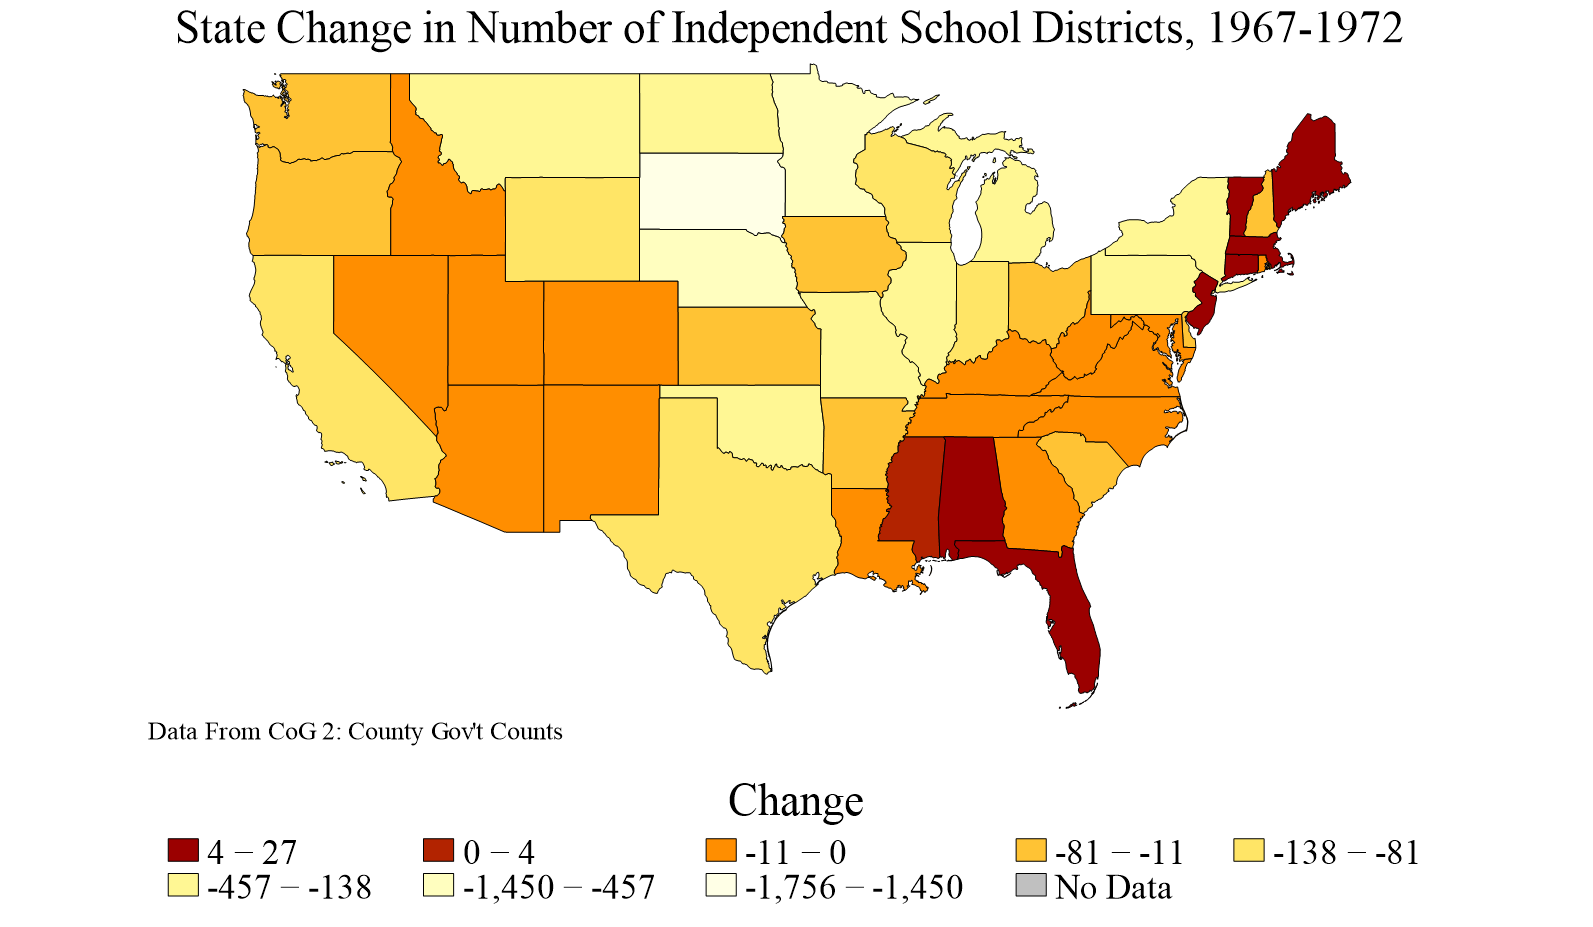 State Change in Number of Independent School Districts, 1967-1972
Data From CoG 2: County Gov't Counts
Change
4 – 27 0 – 4 -11 – 0 -81 – -11 -138 – -81
-457 – -138 -1,450 – -457 -1,756 – -1,450 No Data